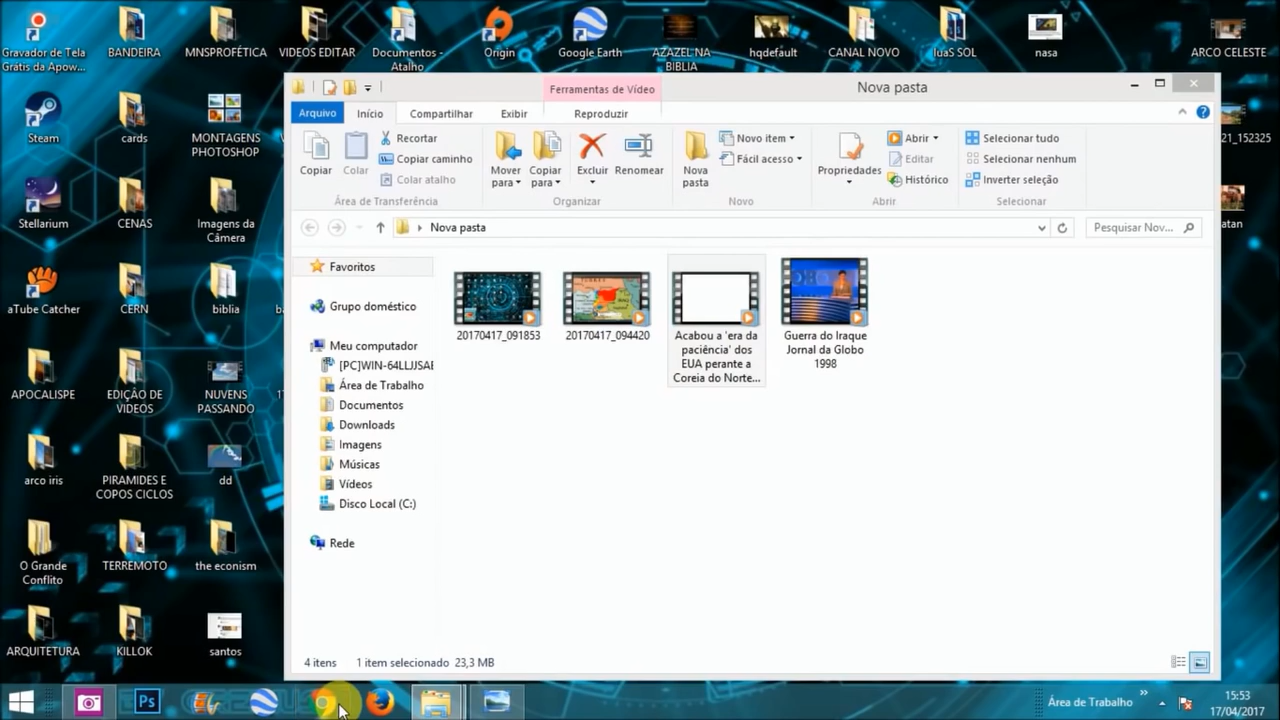 Gravador de Tela
Grátis da Apow...
BANDEIRA
MNSPROFÉTICA
VIDEOS EDITAR
Documentos -
Atalho
Origin
Google Earth
AZAZEL NA
BIBLIA
hqdefault
CANAL NOVO
luaS SOL
nasa
ARCO CELESTE
Steam
cards
MONTAGENS
PHOTOSHOP
21_152325
Stellarium
CENAS
Imagens da
Câmera
atan
aTube Catcher
CERN
biblia
APOCALISPE
EDIÇÃO DE
VIDEOS
NUVENS
PASSANDO
arco iris
PIRAMIDES E
COPOS CICLOS
dd
O Grande
Conflito
TERREMOTO
the econism
ARQUITETURA
KILLOK
santos
Ferramentas de Vídeo
Nova pasta
Arquivo
Início
Compartilhar
Exibir
Reproduzir
Copiar
Colar
Recortar
Copiar caminho
Colar atalho
Área de Transferência
Mover
para
Copiar
para
Excluir
Renomear
Organizar
Nova
pasta
Novo item
Fácil acesso
Novo
Propriedades
Abrir
Editar
Histórico
Abrir
Selecionar tudo
Selecionar nenhum
Inverter seleção
Selecionar
Nova pasta
Pesquisar Nov...
Favoritos
Grupo doméstico
Meu computador
[PC]WIN-64LLJJSAE
Área de Trabalho
Documentos
Downloads
Imagens
Músicas
Vídeos
Disco Local (C:)
Rede
20170417_091853
20170417_094420
Acabou a 'era da
paciência' dos
EUA perante a
Coreia do Norte...
Guerra do Iraque
Jornal da Globo
1998
4 itens
1 item selecionado 23,3 MB
Ps
Área de Trabalho
15:53
17/04/2017